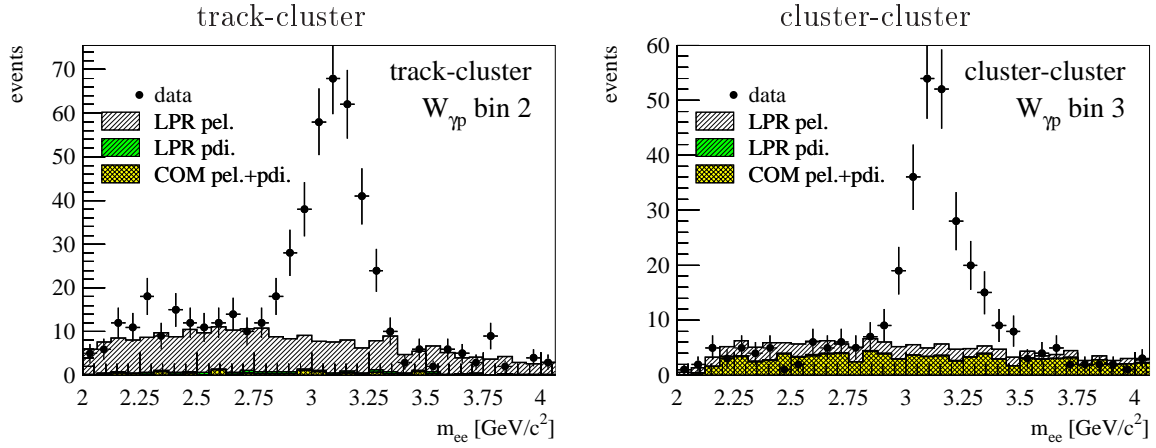 track-cluster
events
70
60
50
40
30
20
10
0
track-cluster
W_γp bin 2
data
LPR pel.
LPR pdi.
COM pel.+pdi.
2 2.25 2.5 2.75 3 3.25 3.5 3.75 4
m_ee [GeV/c²]
cluster-cluster
events
60
50
40
30
20
10
0
cluster-cluster
W_γp bin 3
data
LPR pel.
LPR pdi.
COM pel.+pdi.
2 2.25 2.5 2.75 3 3.25 3.5 3.75 4
m_ee [GeV/c²]